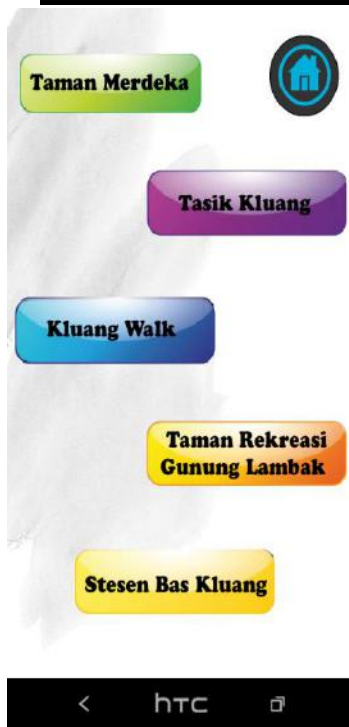 Taman Merdeka
Tasik Kluang
Kluang Walk
Taman Rekreasi
Gunung Lambak
Stesen Bas Kluang
hTC